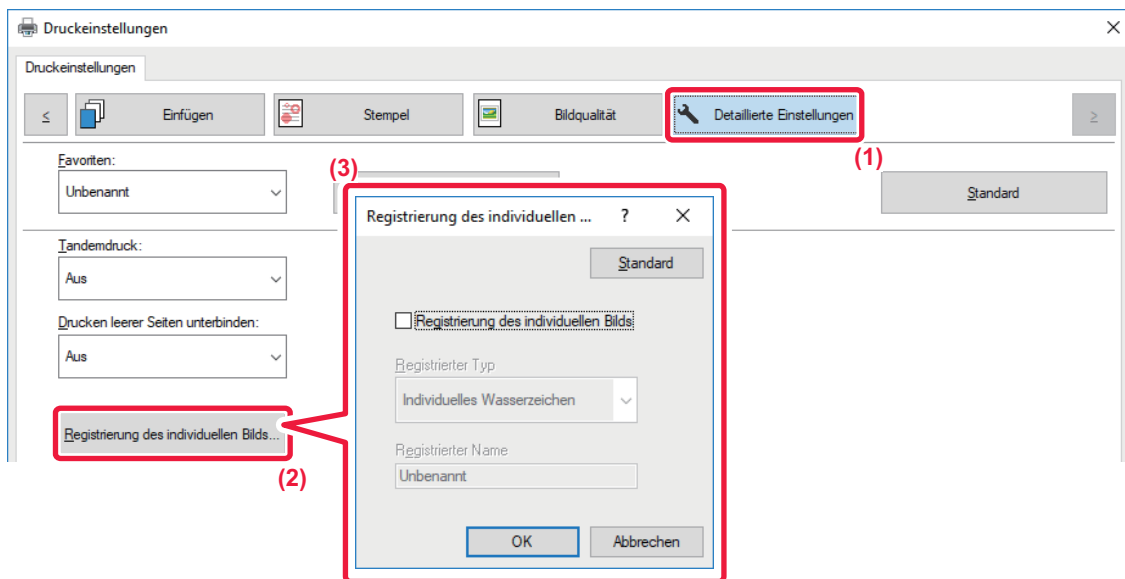 Druckeinstellungen
Druckeinstellungen
< Einfügen Stempel Bildqualität Detaillierte Einstellungen >
(1)
Favoriten:
(3)
Unbenannt
Standard
Registrierung des individuellen ... ?
Tandemdruck:
Standard
Aus
Drucken leerer Seiten unterbinden:
Registrierung des individuellen Bilds
Aus
Registrierter Typ
Individuelles Wasserzeichen
Registrierung des individuellen Bilds...
(2)
Registrierter Name
Unbenannt
OK Abbrechen